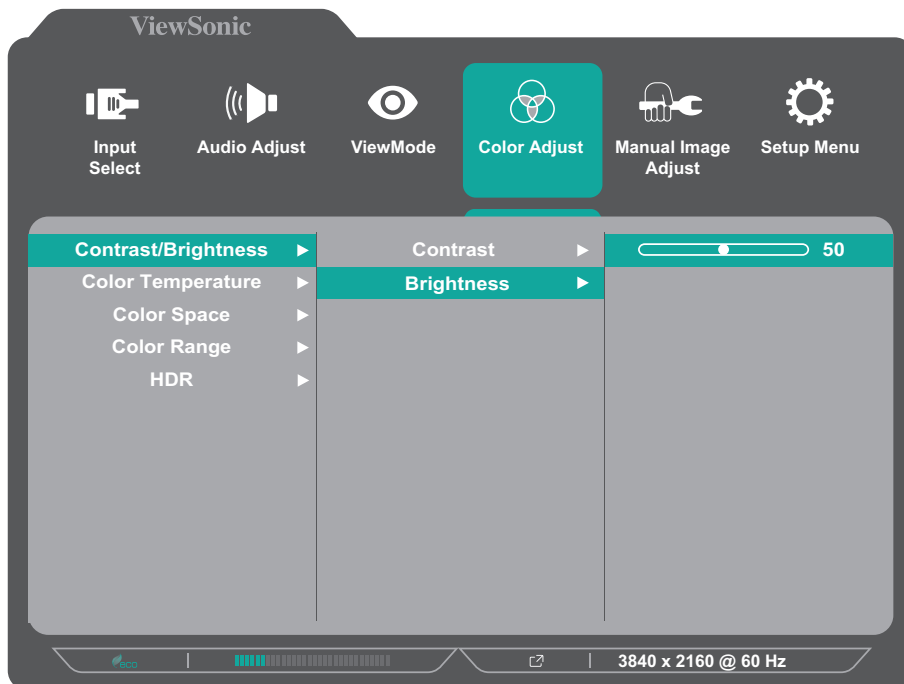 ViewSonic
Input Select
Audio Adjust
ViewMode
Color Adjust
Manual Image Adjust
Setup Menu
Contrast/Brightness
Contrast
50
Color Temperature
Brightness
Color Space
Color Range
HDR
eco
3840 x 2160 @ 60 Hz